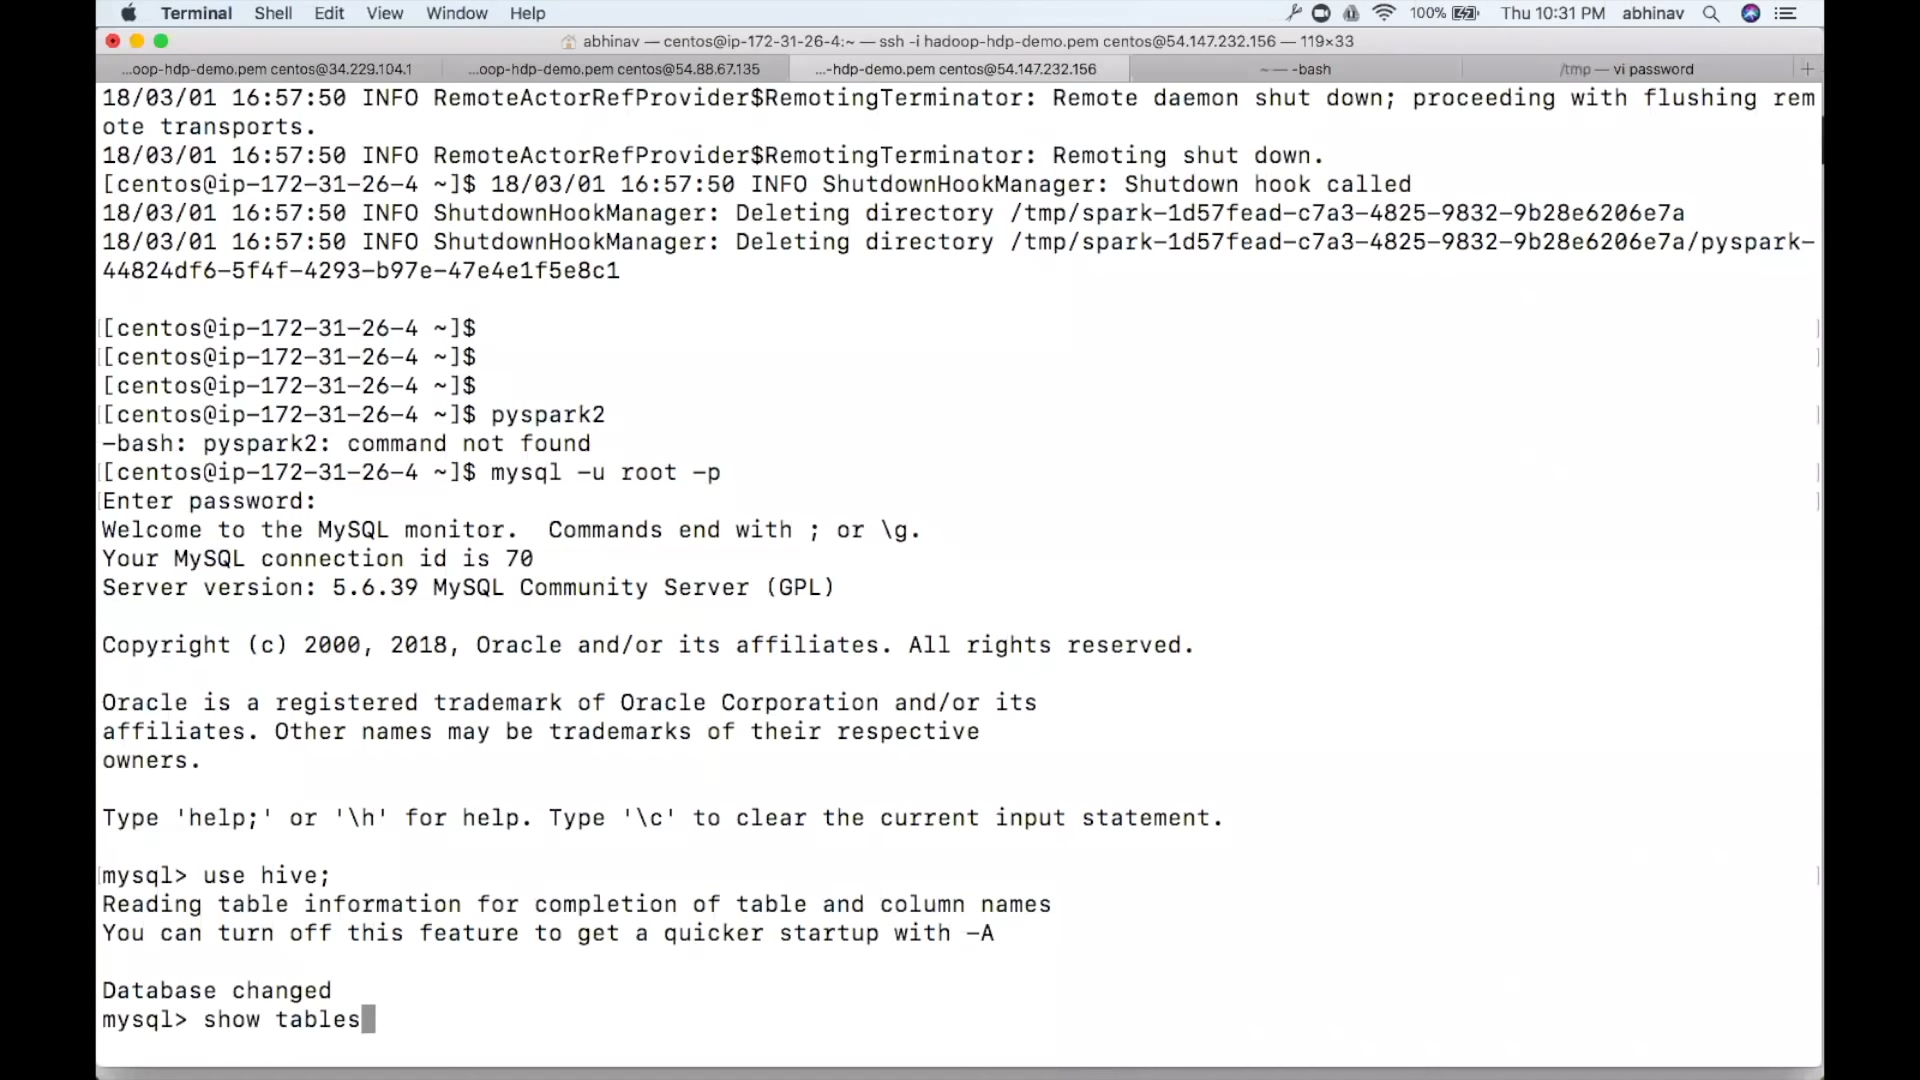 Terminal Shell Edit View Window Help 100% Thu 10:31 PM abhinav
abhinav — centos@ip-172-31-26-4:~ — ssh -i hadoop-hdp-demo.pem centos@54.147.232.156 — 119×33
...oop-hdp-demo.pem centos@34.229.104.1 ...oop-hdp-demo.pem centos@54.88.67.135 ...-hdp-demo.pem centos@54.147.232.156 ~ — -bash /tmp — vi password +
18/03/01 16:57:50 INFO RemoteActorRefProvider$RemotingTerminator: Remote daemon shut down; proceeding with flushing rem
ote transports.
18/03/01 16:57:50 INFO RemoteActorRefProvider$RemotingTerminator: Remoting shut down.
[centos@ip-172-31-26-4 ~]$ 18/03/01 16:57:50 INFO ShutdownHookManager: Shutdown hook called
18/03/01 16:57:50 INFO ShutdownHookManager: Deleting directory /tmp/spark-1d57fead-c7a3-4825-9832-9b28e6206e7a
18/03/01 16:57:50 INFO ShutdownHookManager: Deleting directory /tmp/spark-1d57fead-c7a3-4825-9832-9b28e6206e7a/pyspark-
44824df6-5f4f-4293-b97e-47e4e1f5e8c1
[centos@ip-172-31-26-4 ~]$
[centos@ip-172-31-26-4 ~]$
[centos@ip-172-31-26-4 ~]$
[centos@ip-172-31-26-4 ~]$ pyspark2
-bash: pyspark2: command not found
[centos@ip-172-31-26-4 ~]$ mysql -u root -p
Enter password:
Welcome to the MySQL monitor.  Commands end with ; or \g.
Your MySQL connection id is 70
Server version: 5.6.39 MySQL Community Server (GPL)
Copyright (c) 2000, 2018, Oracle and/or its affiliates. All rights reserved.
Oracle is a registered trademark of Oracle Corporation and/or its
affiliates. Other names may be trademarks of their respective
owners.
Type 'help;' or '\h' for help. Type '\c' to clear the current input statement.
mysql> use hive;
Reading table information for completion of table and column names
You can turn off this feature to get a quicker startup with -A
Database changed
mysql> show tables